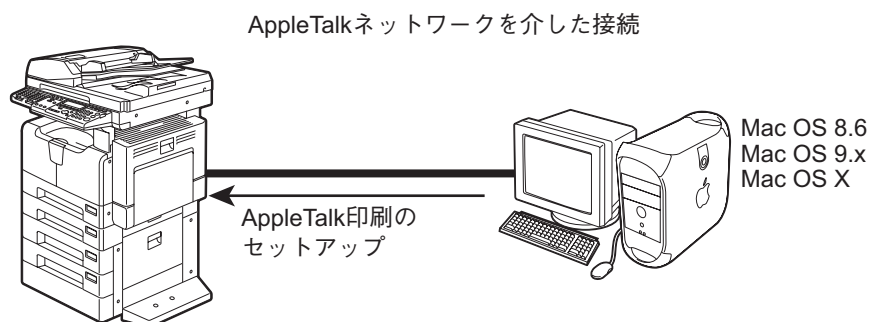 AppleTalkネットワークを介した接続
Mac OS 8.6
Mac OS 9.x
Mac OS X
AppleTalk印刷の
セットアップ